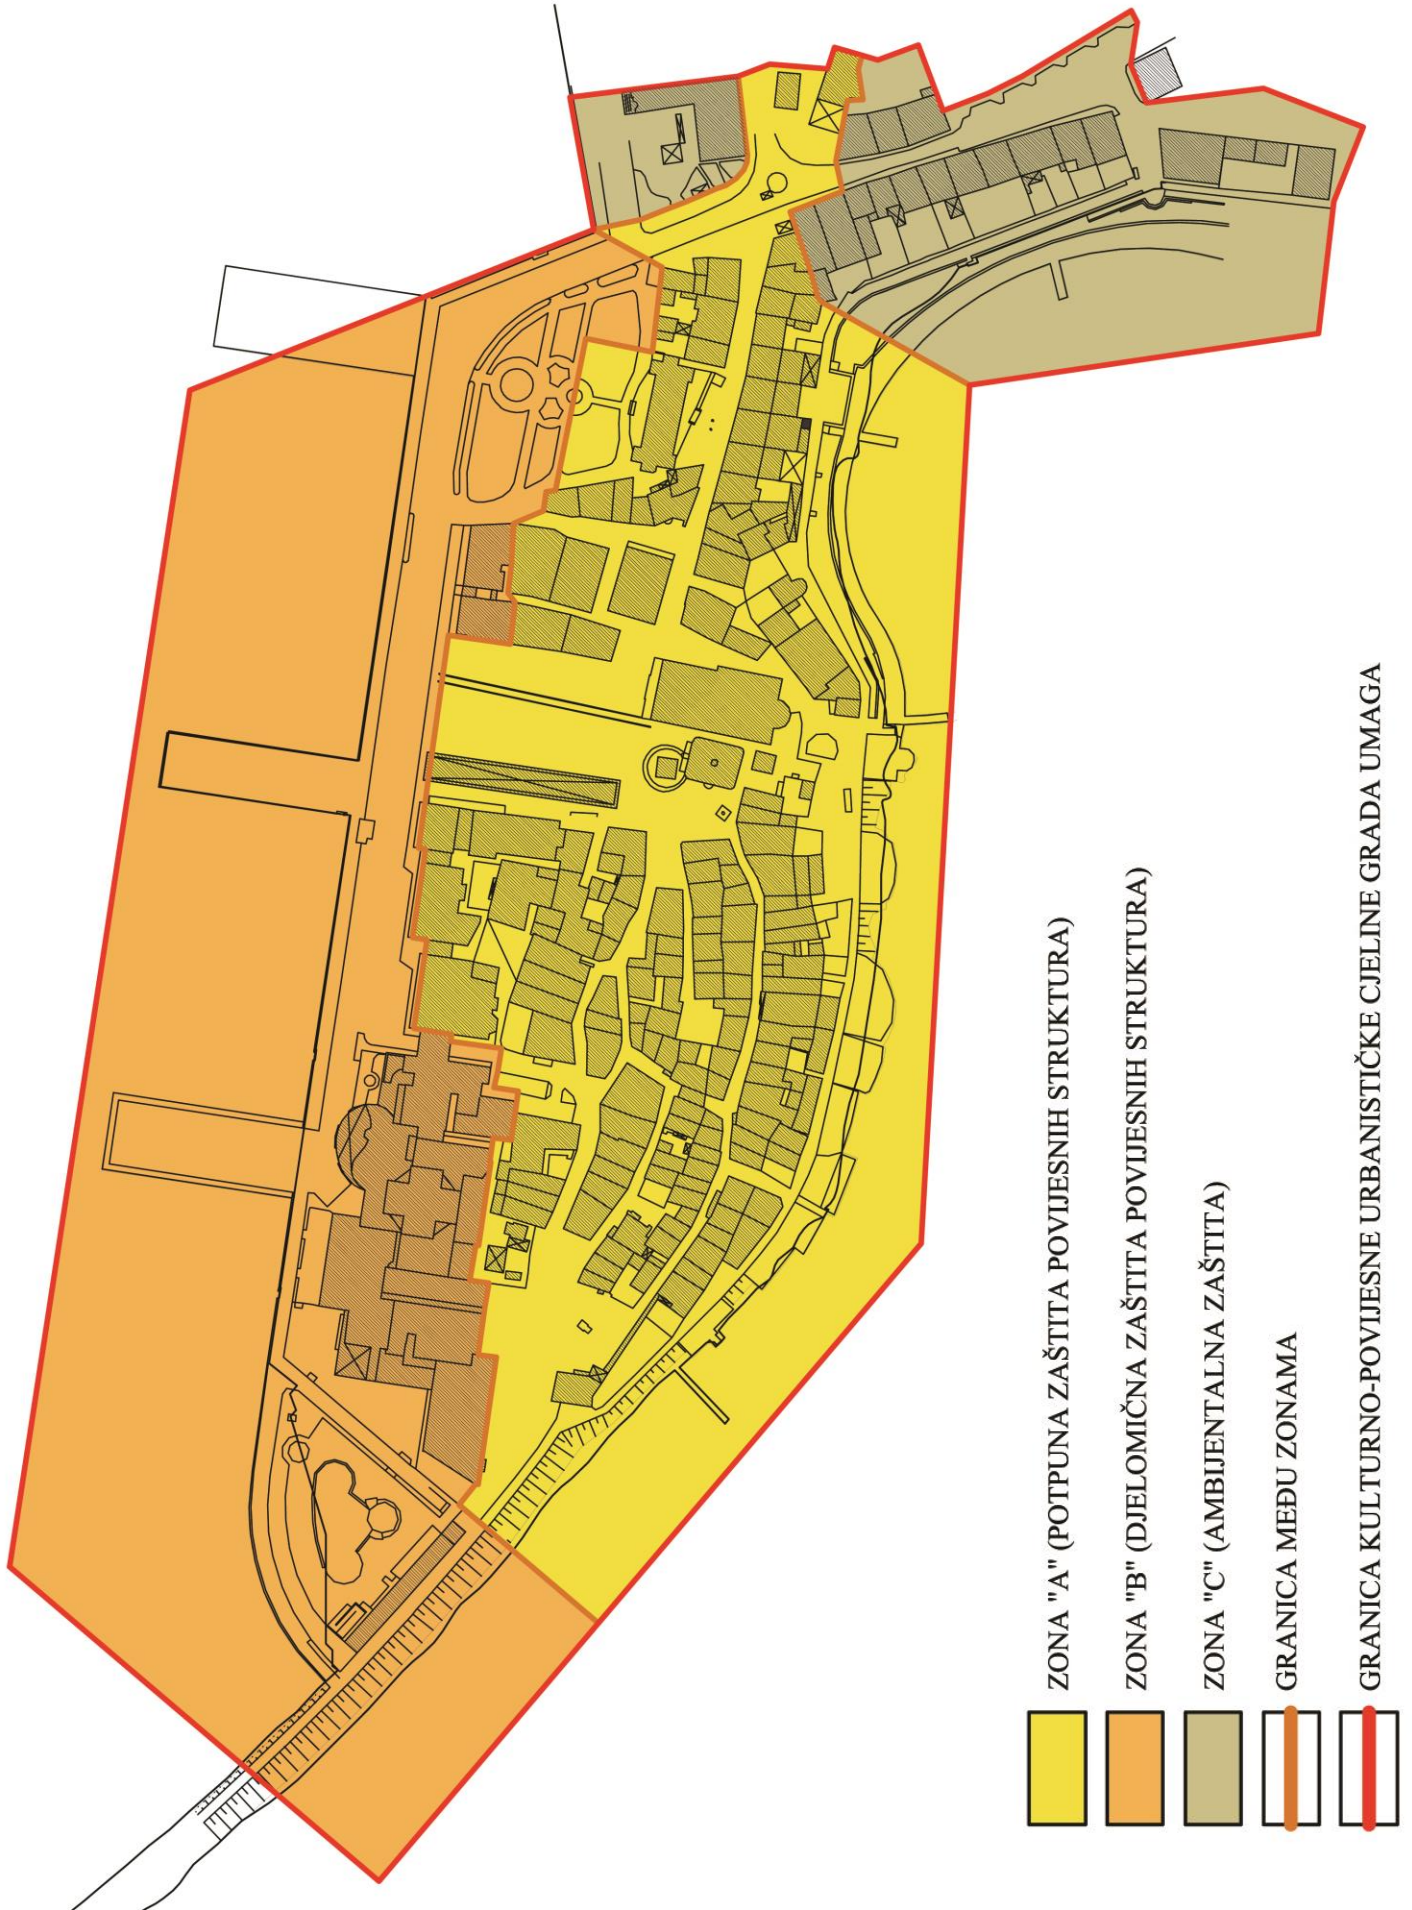 ZONA "A" (POTPUNA ZAŠTITA POVIJESNIH STRUKTURA)
ZONA "B" (DJELOMIČNA ZAŠTITA POVIJESNIH STRUKTURA)
ZONA "C" (AMBIJENTALNA ZAŠTITA)
GRANICA MEĐU ZONAMA
GRANICA KULTURNO-POVIJESNE URBANISTIČKE CJELINE GRADA UMAGA